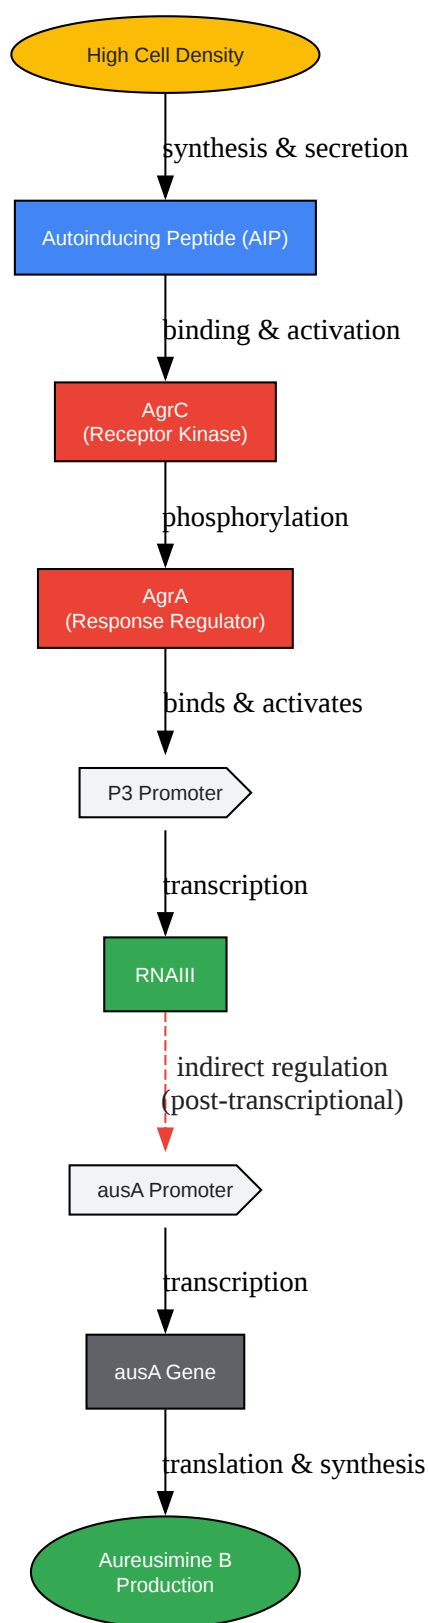 High Cell Density
synthesis & secretion
Autoinducing Peptide (AIP)
binding & activation
AgrC
(Receptor Kinase)
phosphorylation
AgrA
(Response Regulator)
binds & activates
P3 Promoter
transcription
RNAIII
indirect regulation
(post-transcriptional)
ausA Promoter
transcription
ausA Gene
translation & synthesis
Aureusimine B
Production